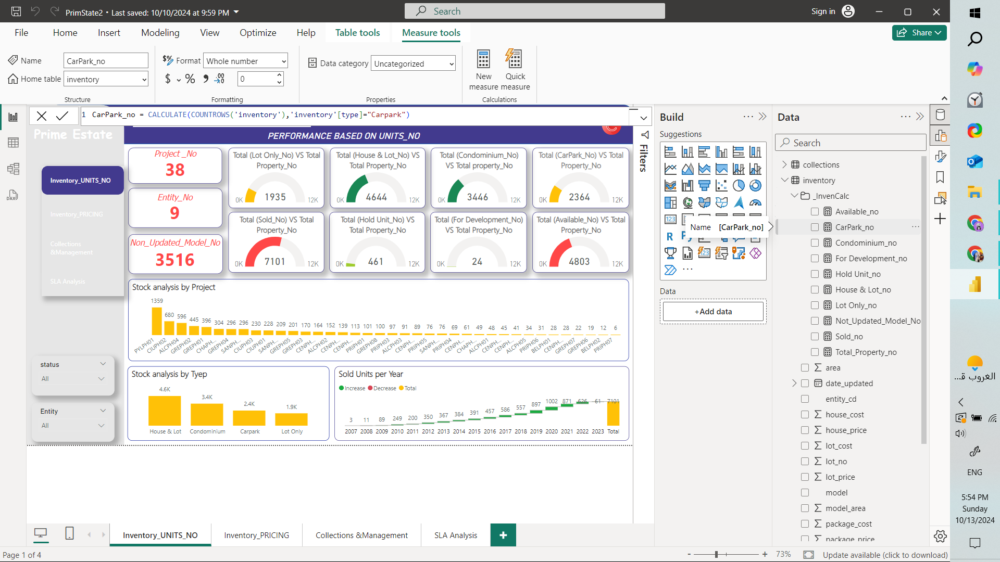 PrimState2 • Last saved: 10/10/2024 at 9:59 PM
Search
Sign in
File Home Insert Modeling View Optimize Help Table tools Measure tools
Share
Name CarPark_no
Home table inventory
Structure
Format Whole number
$ % 0
Formatting
Data category Uncategorized
Properties
New measure
Quick measure
Calculations
1 CarPark_no = CALCULATE(COUNTROWS('inventory'),'inventory'[type]="Carpark")
Prime Estate
PERFORMANCE BASED ON UNITS_NO
Inventory_UNITS_NO
Inventory_PRICING
Collections
&Management
SLA Analysis
status
All
Entity
All
Project _No
38
Entity_No
9
Non_Updated_Model_No
3516
Total (Lot Only_No) VS Total
Property_No
0K 1935 12K
Total (House & Lot_No) VS
Total Property_No
0K 4644 12K
Total (Condominium_No)
VS Total property_No
0K 3446 12K
Total (CarPark_No) VS Total
Property_No
0K 2364 12K
Total (Sold_No) VS Total
Property_No
0K 7101 12K
Total (Hold Unit_No) VS
Total Property_No
0K 461 12K
Total (For Development_No)
VS Total Property_No
0K 24 12K
Total (Available_No) VS Total
Property_No
0K 4803 12K
Stock analysis by Project
1359 680 596 445 396 304 296 296 230 228 209 201 170 164 152 139 113 101 100 97 91 89 76 76 69 61 49 48 45 41 34 31 28 28 22 19 12 6
PYLPH01 CIUPH02 ALCPH04 GREPH02 GREPH01 CHAPH... GREPH04 SANPH... CIUPH03 CIUPH01 SANPH... GREPH05 GREPH03 CENPH... ALCPH02 CENPH... CENPH... PRIPH01 GREPH08 PRIPH03 ALCPH03 CENPH... PRIPH05 SANPH... PRIPH04 CENPH... CHAPH... ALCPH01 CENPH... CENPH... ALCPH05 PRIPH06 BELPH01 CENPH... GREPH07 GREPH06 BELPH02 PRIPH07
Stock analysis by Tyep
4.6K 3.4K 2.4K 1.9K
House & Lot Condominium Carpark Lot Only
Sold Units per Year
Increase Decrease Total
3 11 89 249 200 350 367 384 391 457 586 557 897 1002 871 626 61 7101
2007 2008 2009 2010 2011 2012 2013 2014 2015 2016 2017 2018 2019 2020 2021 2022 2023 Total
Filters
Build
Suggestions
Name [CarPark_no]
R Py
Data
+Add data
Data
Search
collections
inventory
_InvenCalc
Available_no
CarPark_no
Condominium_no
For Development_no
Hold Unit_no
House & Lot_no
Lot Only_no
Not_Updated_Model_No
Sold_no
Total_Property_no
area
date_updated
entity_cd
house_cost
house_price
lot_cost
lot_no
lot_price
model
model_area
package_cost
package_price
Inventory_UNITS_NO Inventory_PRICING Collections &Management SLA Analysis
Page 1 of 4
- + 73% Update available (click to download)
الغروب ق...
ENG
5:54 PM
Sunday
10/13/2024